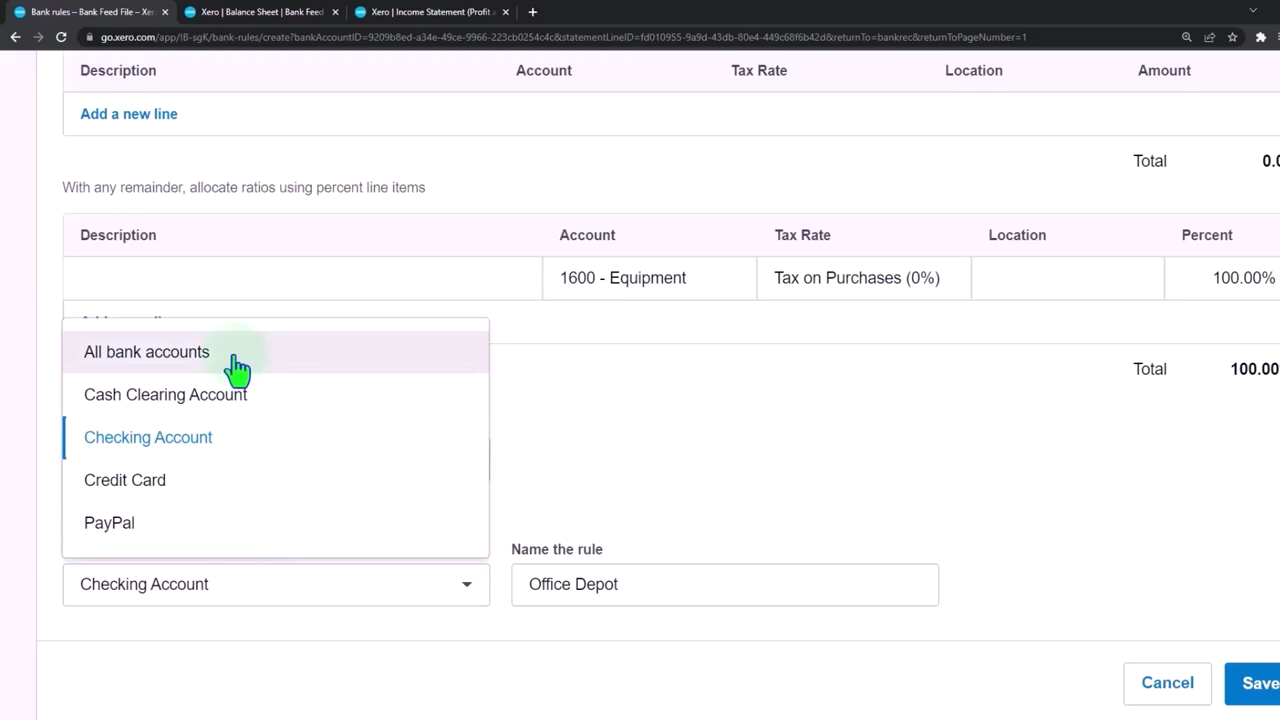 Bank rules – Bank Feed File – Xe
Xero | Balance Sheet | Bank Feed
Xero | Income Statement (Profit
go.xero.com/app/!B-sgK/bank-rules/create?bankAccountID=9209b8ed-a34e-49ce-9966-223cb0254c4c&statementLineID=fd010955-9a9d-43db-80e4-449c68f6b42d&returnTo=bankrec&returnToPageNumber=1
Description Account Tax Rate Location Amount
Add a new line
Total 0.0
With any remainder, allocate ratios using percent line items
Description Account Tax Rate Location Percent
1600 - Equipment Tax on Purchases (0%) 100.00%
All bank accounts
Total 100.00
Cash Clearing Account
Checking Account
Credit Card
PayPal
Name the rule
Checking Account Office Depot
Cancel Save